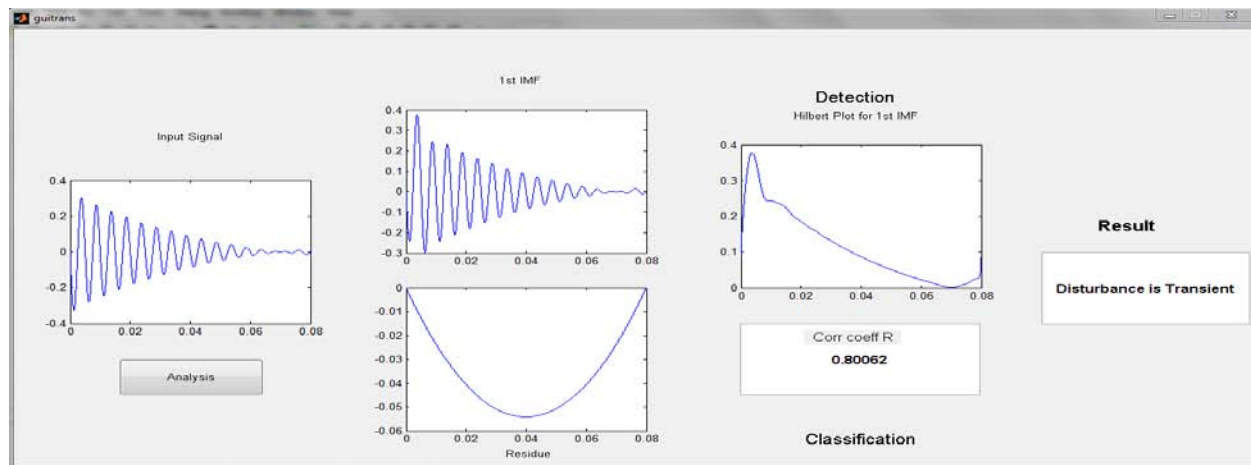 guitrans
Input Signal
0.4
0.2
0
-0.2
-0.4
0 0.02 0.04 0.06 0.08
Analysis
1st IMF
0.4
0.3
0.2
0.1
0
-0.1
-0.2
-0.3
0 0.02 0.04 0.06 0.08
0
-0.01
-0.02
-0.03
-0.04
-0.05
-0.06
0 0.02 0.04 0.06 0.08
Residue
Detection
Hilbert Plot for 1st IMF
0.4
0.3
0.2
0.1
0
0 0.02 0.04 0.06 0.08
Corr coeff R
0.80062
Classification
Result
Disturbance is Transient